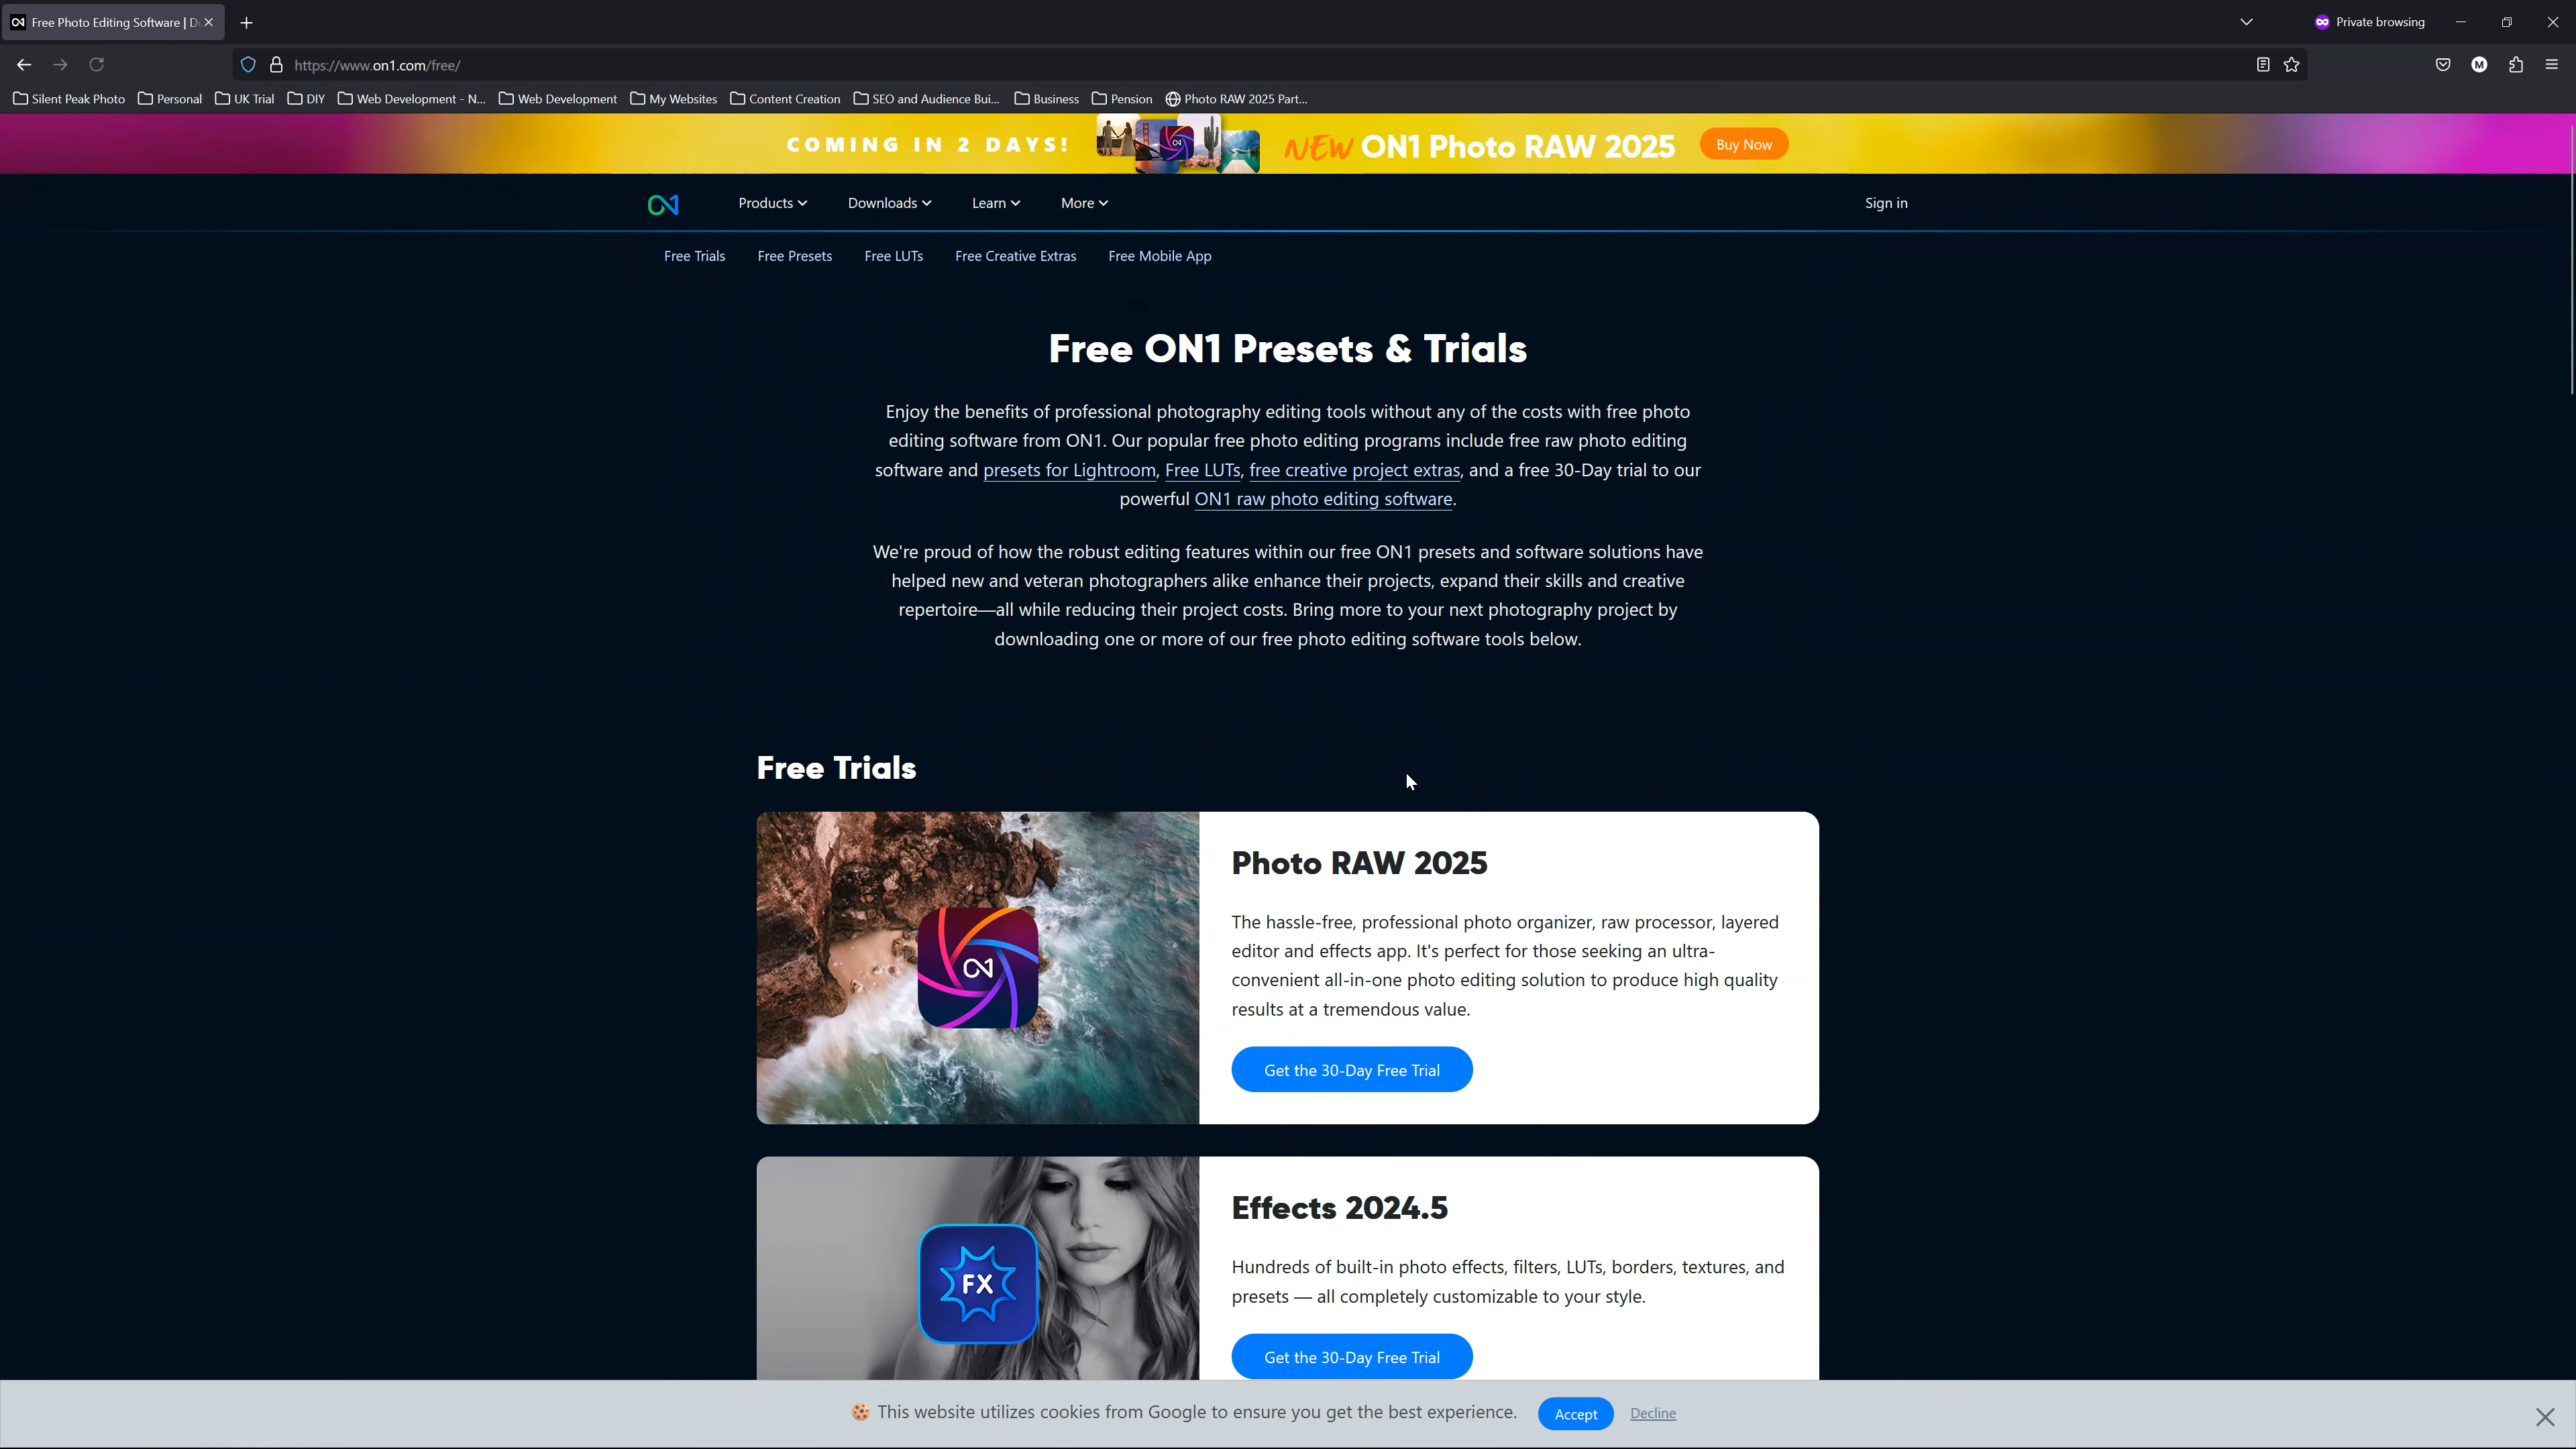 Free Photo Editing Software | D
Private browsing
https://www.on1.com/free/
M
Silent Peak Photo
Personal
UK Trial
DIY
Web Development - N...
Web Development
My Websites
Content Creation
SEO and Audience Bui...
Business
Pension
Photo RAW 2025 Part...
COMING IN 2 DAYS!
NEW ON1 Photo RAW 2025
Buy Now
ON1
Products
Downloads
Learn
More
Sign in
Free Trials
Free Presets
Free LUTs
Free Creative Extras
Free Mobile App
Free ON1 Presets & Trials
Enjoy the benefits of professional photography editing tools without any of the costs with free photo
editing software from ON1. Our popular free photo editing programs include free raw photo editing
software and presets for Lightroom, Free LUTs, free creative project extras, and a free 30-Day trial to our
powerful ON1 raw photo editing software.
We're proud of how the robust editing features within our free ON1 presets and software solutions have
helped new and veteran photographers alike enhance their projects, expand their skills and creative
repertoire—all while reducing their project costs. Bring more to your next photography project by
downloading one or more of our free photo editing software tools below.
Free Trials
ON1
Photo RAW 2025
The hassle-free, professional photo organizer, raw processor, layered
editor and effects app. It's perfect for those seeking an ultra-
convenient all-in-one photo editing solution to produce high quality
results at a tremendous value.
Get the 30-Day Free Trial
FX
Effects 2024.5
Hundreds of built-in photo effects, filters, LUTs, borders, textures, and
presets — all completely customizable to your style.
Get the 30-Day Free Trial
This website utilizes cookies from Google to ensure you get the best experience.
Accept
Decline